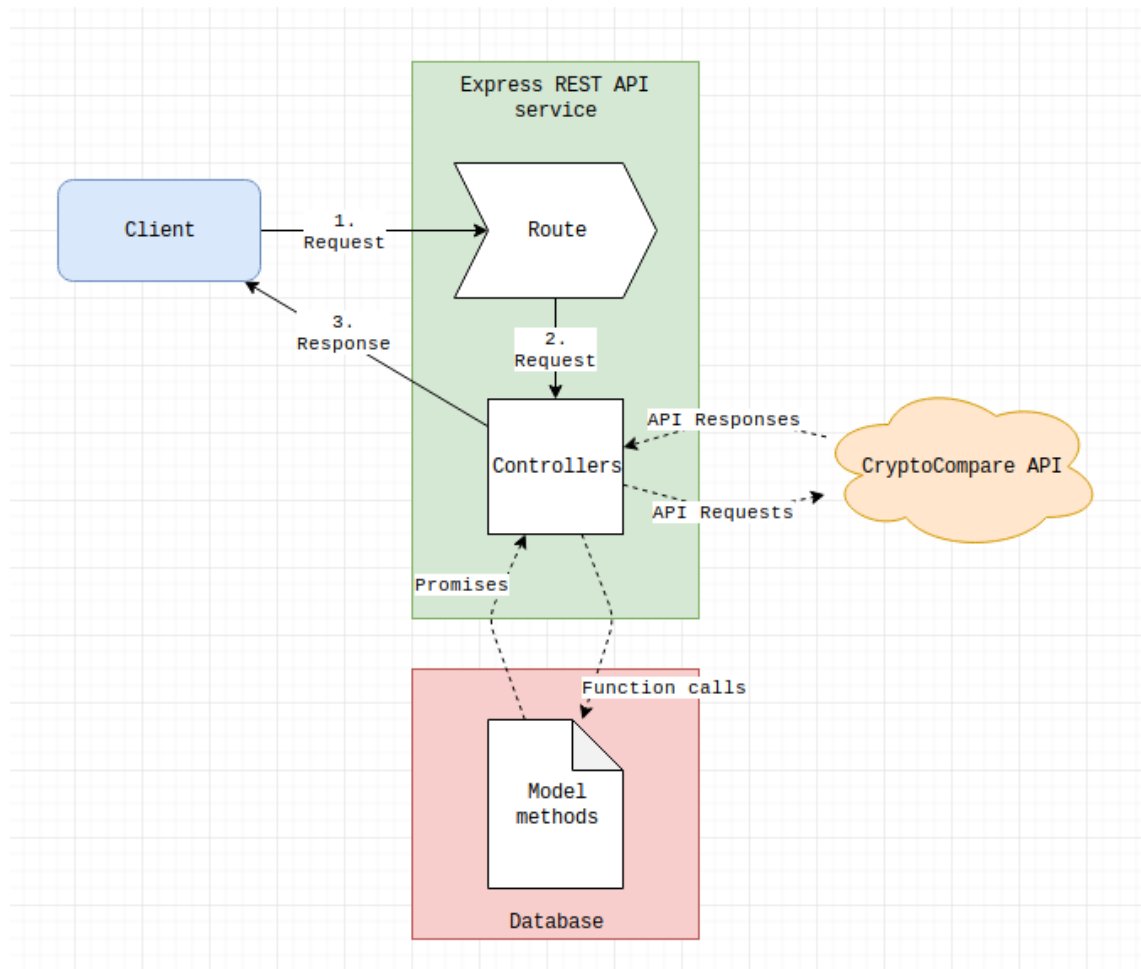 Express REST API
service
Client
1.
Request
Route
3.
Response
2.
Request
API Responses
Controllers
CryptoCompare API
API Requests
Promises
Function calls
Model
methods
Database